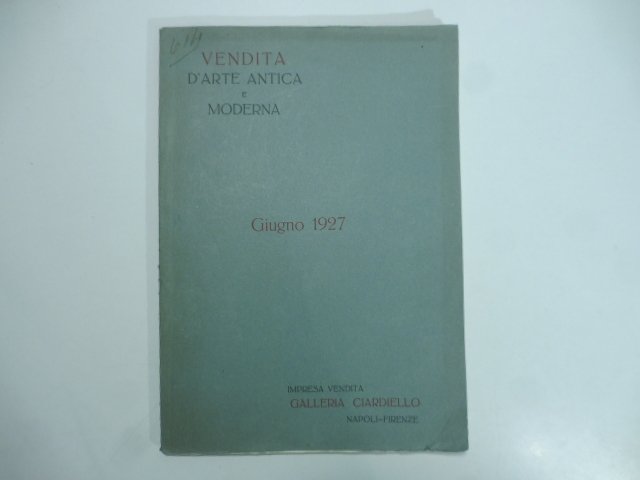 VENDITA
D'ARTE ANTICA
e
MODERNA
Giugno 1927
IMPRESA VENDITA
GALLERIA CIARDIELLO
NAPOLI-FIRENZE